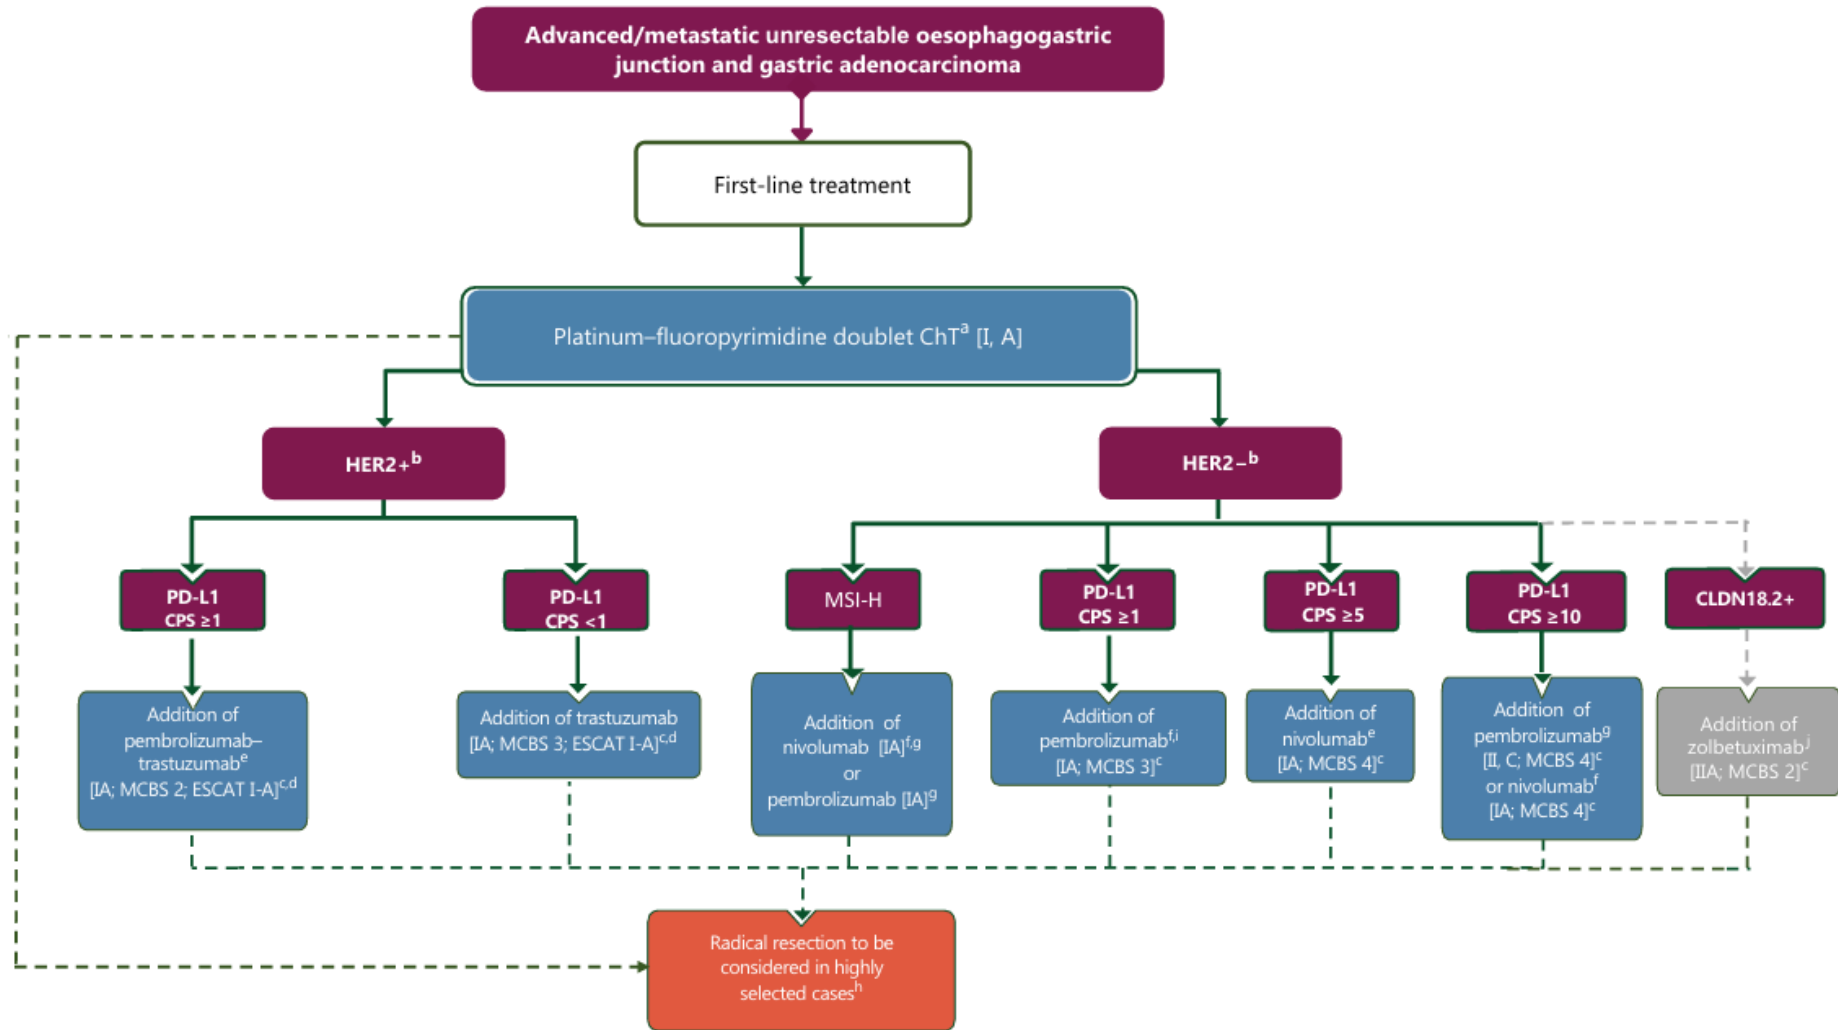 Advanced/metastatic unresectable oesophagogastric
junction and gastric adenocarcinoma
First-line treatment
Platinum–fluoropyrimidine doublet ChTᵃ [I, A]
HER2+ᵇ
HER2–ᵇ
PD-L1
CPS ≥1
PD-L1
CPS <1
MSI-H
PD-L1
CPS ≥1
PD-L1
CPS ≥5
PD-L1
CPS ≥10
CLDN18.2+
Addition of
pembrolizumab–
trastuzumabᵉ
[IA; MCBS 2; ESCAT I-A]ᶜ,ᵈ
Addition of trastuzumab
[IA; MCBS 3; ESCAT I-A]ᶜ,ᵈ
Addition of
nivolumab [IA]ᶠ,ᵍ
or
pembrolizumab [IA]ᵍ
Addition of
pembrolizumabᶠ,ⁱ
[IA; MCBS 3]ᶜ
Addition of
nivolumabᵉ
[IA; MCBS 4]ᶜ
Addition of
pembrolizumabᵍ
[II, C; MCBS 4]ᶜ
or nivolumabᶠ
[IA; MCBS 4]ᶜ
Addition of
zolbetuximabʲ
[IIA; MCBS 2]ᶜ
Radical resection to be
considered in highly
selected casesʰ